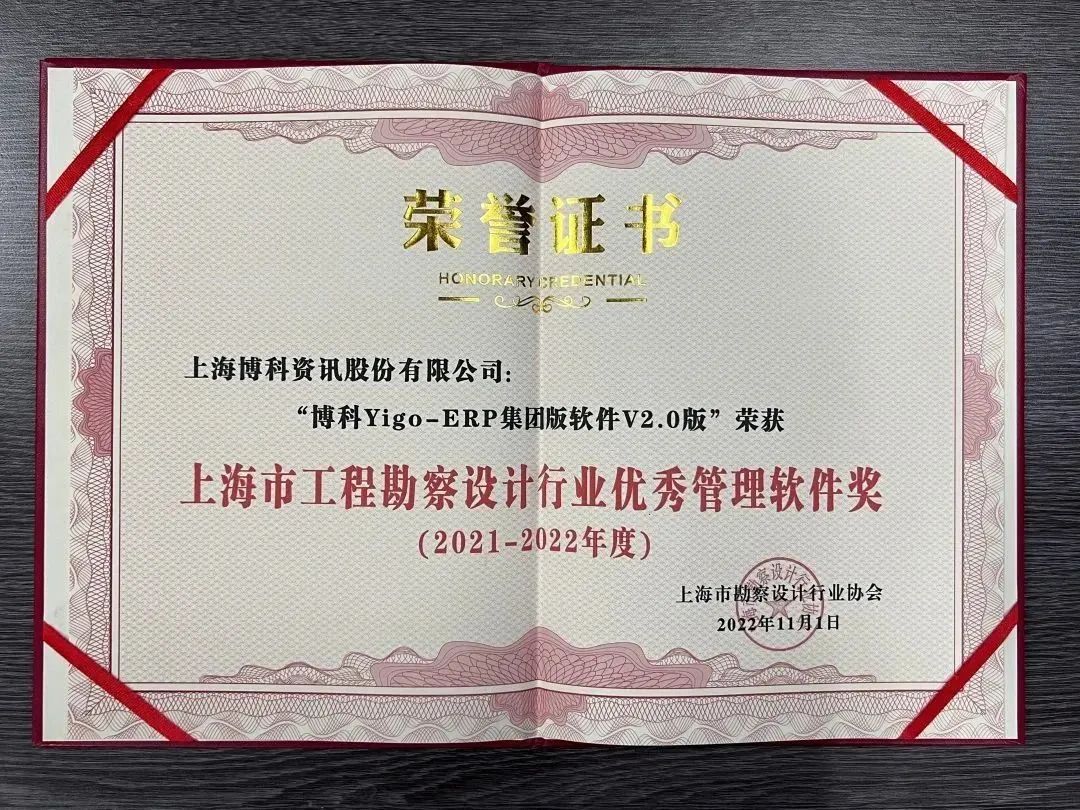 荣誉证书
HONORARY CREDENTIAL
上海博科资讯股份有限公司：
“博科Yigo-ERP集团版软件V2.0版”荣获
上海市工程勘察设计行业优秀管理软件奖
(2021-2022年度)
上海市勘察设计行业协会
2022年11月1日